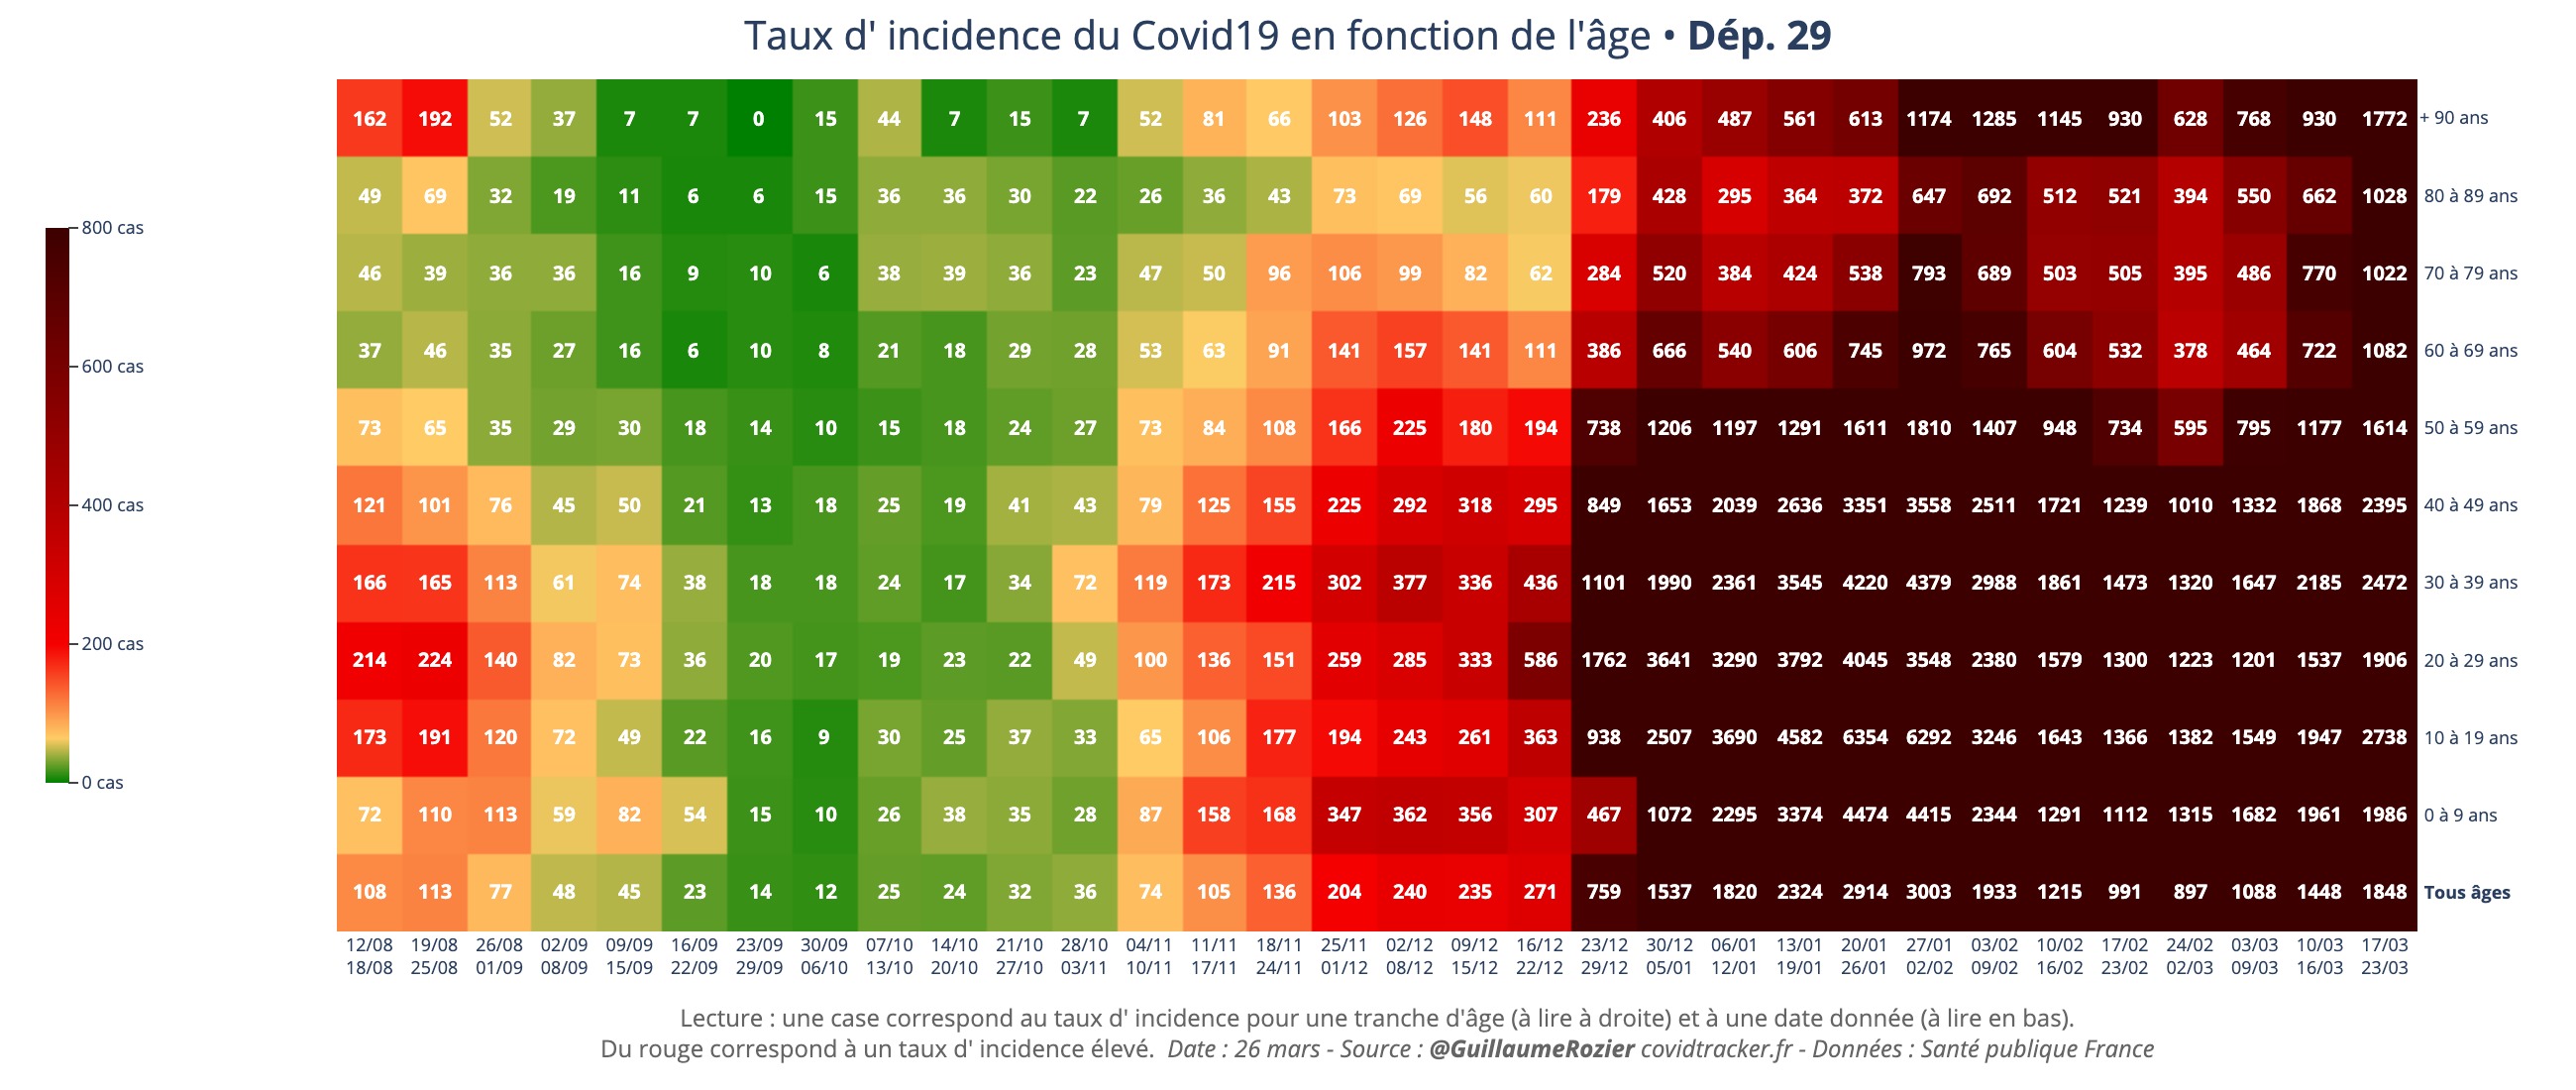 Taux d' incidence du Covid19 en fonction de l'âge • Dép. 29
162 192 52 37 7 7 0 15 44 7 15 7 52 81 66 103 126 148 111 236 406 487 561 613 1174 1285 1145 930 628 768 930 1772 + 90 ans
49 69 32 19 11 6 6 15 36 36 30 22 26 36 43 73 69 56 60 179 428 295 364 372 647 692 512 521 394 550 662 1028 80 à 89 ans
46 39 36 36 16 9 10 6 38 39 36 23 47 50 96 106 99 82 62 284 520 384 424 538 793 689 503 505 395 486 770 1022 70 à 79 ans
37 46 35 27 16 6 10 8 21 18 29 28 53 63 91 141 157 141 111 386 666 540 606 745 972 765 604 532 378 464 722 1082 60 à 69 ans
73 65 35 29 30 18 14 10 15 18 24 27 73 84 108 166 225 180 194 738 1206 1197 1291 1611 1810 1407 948 734 595 795 1177 1614 50 à 59 ans
121 101 76 45 50 21 13 18 25 19 41 43 79 125 155 225 292 318 295 849 1653 2039 2636 3351 3558 2511 1721 1239 1010 1332 1868 2395 40 à 49 ans
166 165 113 61 74 38 18 18 24 17 34 72 119 173 215 302 377 336 436 1101 1990 2361 3545 4220 4379 2988 1861 1473 1320 1647 2185 2472 30 à 39 ans
214 224 140 82 73 36 20 17 19 23 22 49 100 136 151 259 285 333 586 1762 3641 3290 3792 4045 3548 2380 1579 1300 1223 1201 1537 1906 20 à 29 ans
173 191 120 72 49 22 16 9 30 25 37 33 65 106 177 194 243 261 363 938 2507 3690 4582 6354 6292 3246 1643 1366 1382 1549 1947 2738 10 à 19 ans
72 110 113 59 82 54 15 10 26 38 35 28 87 158 168 347 362 356 307 467 1072 2295 3374 4474 4415 2344 1291 1112 1315 1682 1961 1986 0 à 9 ans
108 113 77 48 45 23 14 12 25 24 32 36 74 105 136 204 240 235 271 759 1537 1820 2324 2914 3003 1933 1215 991 897 1088 1448 1848 Tous âges
12/08 19/08 26/08 02/09 09/09 16/09 23/09 30/09 07/10 14/10 21/10 28/10 04/11 11/11 18/11 25/11 02/12 09/12 16/12 23/12 30/12 06/01 13/01 20/01 27/01 03/02 10/02 17/02 24/02 03/03 10/03 17/03
18/08 25/08 01/09 08/09 15/09 22/09 29/09 06/10 13/10 20/10 27/10 03/11 10/11 17/11 24/11 01/12 08/12 15/12 22/12 29/12 05/01 12/01 19/01 26/01 02/02 09/02 16/02 23/02 02/03 09/03 16/03 23/03
800 cas
600 cas
400 cas
200 cas
0 cas
Lecture : une case correspond au taux d' incidence pour une tranche d'âge (à lire à droite) et à une date donnée (à lire en bas).
Du rouge correspond à un taux d' incidence élevé. Date : 26 mars - Source : @GuillaumeRozier covidtracker.fr - Données : Santé publique France